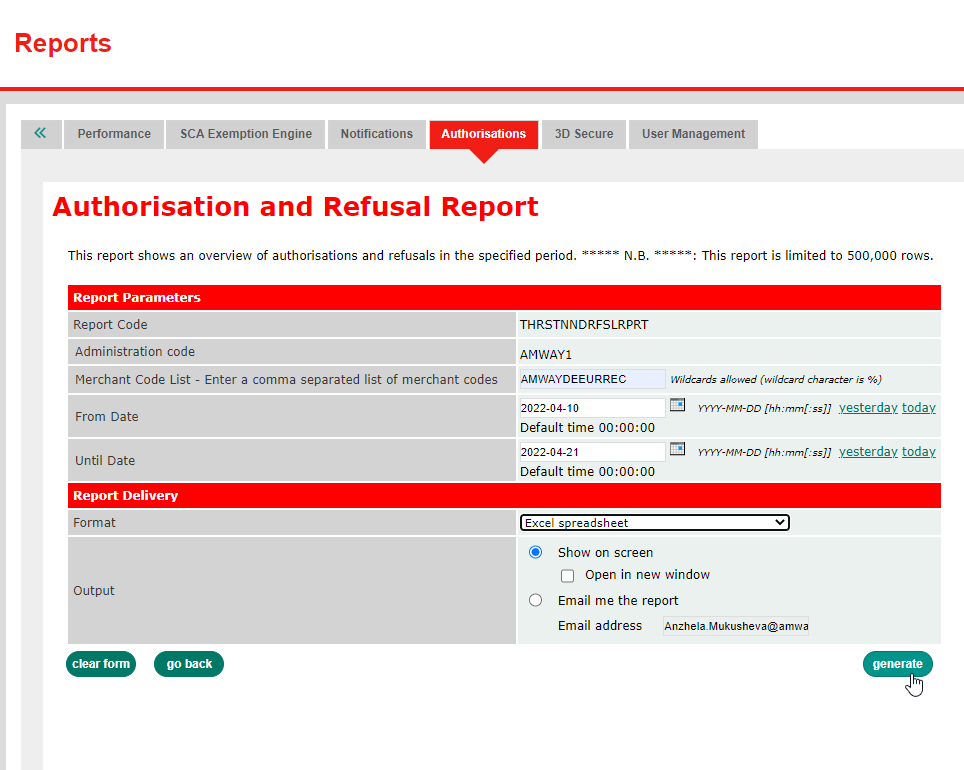 Reports
«
Performance
SCA Exemption Engine
Notifications
Authorisations
3D Secure
User Management
Authorisation and Refusal Report
This report shows an overview of authorisations and refusals in the specified period. ***** N.B. *****: This report is limited to 500,000 rows.
Report Parameters
Report Code THRSTNNDRFSLRPRT
Administration code AMWAY1
Merchant Code List - Enter a comma separated list of merchant codes AMWAYDEEURREC Wildcards allowed (wildcard character is %)
From Date 2022-04-10 YYYY-MM-DD [hh:mm[:ss]] yesterday today
Default time 00:00:00
Until Date 2022-04-21 YYYY-MM-DD [hh:mm[:ss]] yesterday today
Default time 00:00:00
Report Delivery
Format Excel spreadsheet
Output
Show on screen
Open in new window
Email me the report
Email address Anzhela.Mukusheva@amwa
clear form go back generate